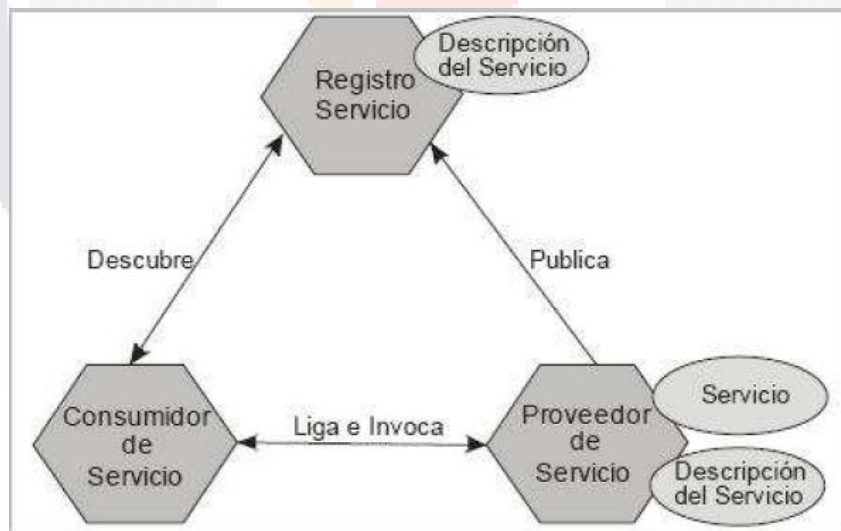 Registro
Servicio
Descripción
del Servicio
Descubre
Publica
Consumidor
de
Servicio
Liga e Invoca
Proveedor
de
Servicio
Servicio
Descripción
del Servicio